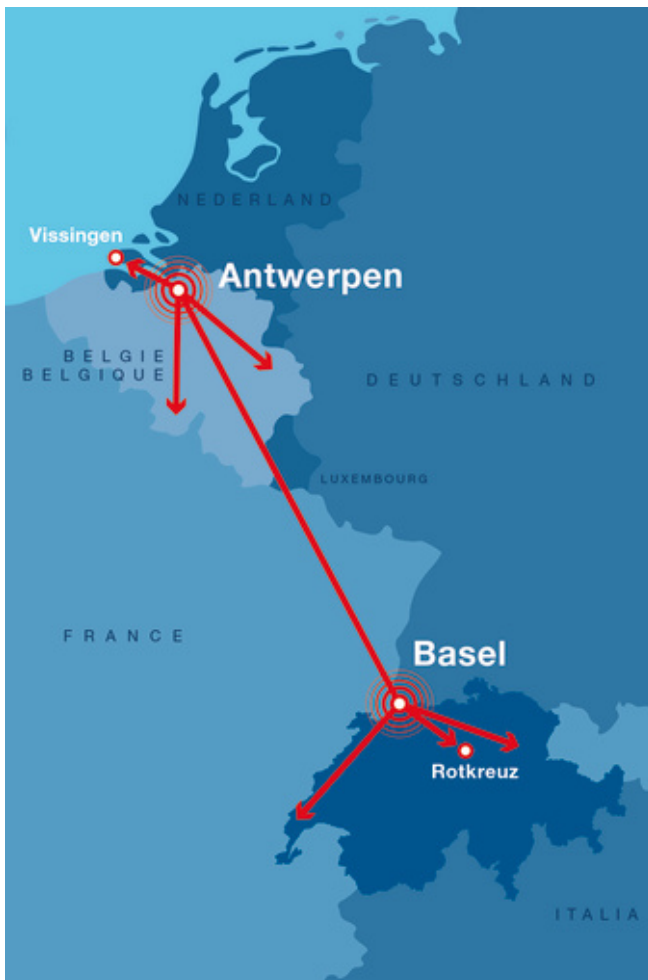 NEDERLAND
Vissingen
Antwerpen
BELGIE
BELGIQUE
DEUTSCHLAND
LUXEMBOURG
FRANCE
Basel
Rotkreuz
ITALIA